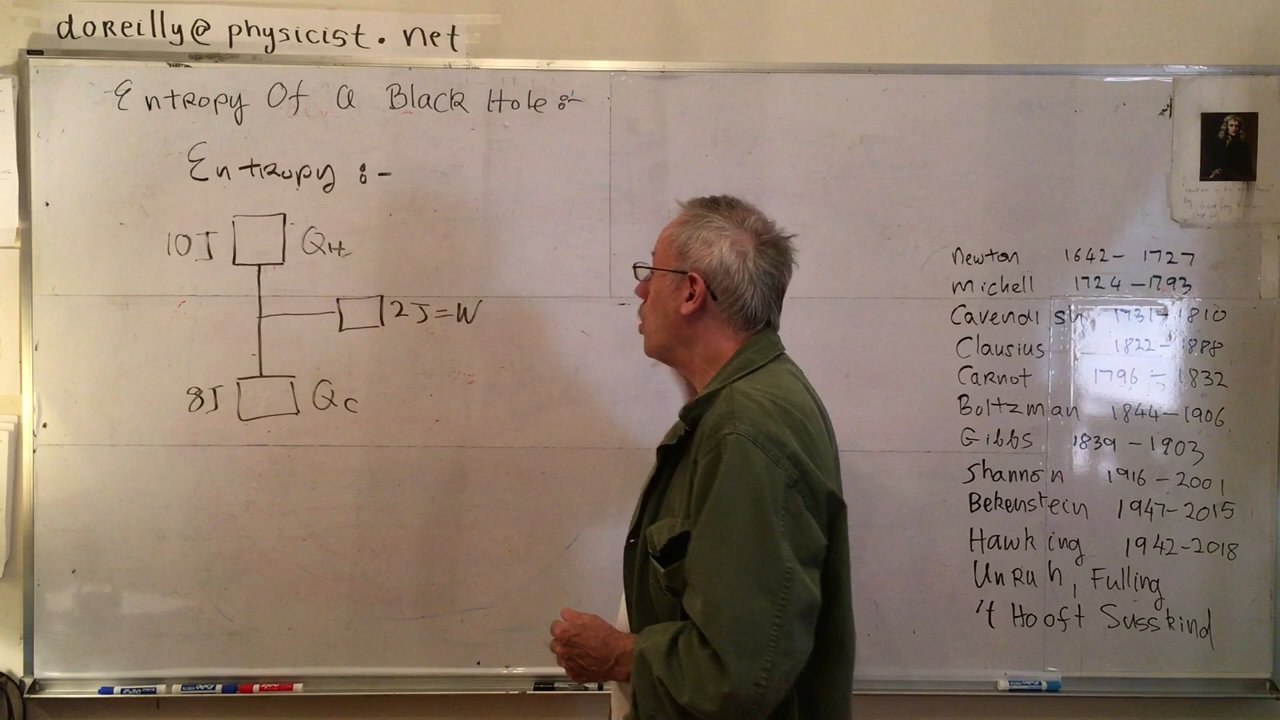 doreilly@physicist.net
Entropy Of a Black Hole:-
Entropy :-
10J QH
2J=W
8J Qc
Newton 1642- 1727
Michell 1724-1793
Cavendish 1731-1810
Clausius 1822-1888
Carnot 1796-1832
Boltzman 1844-1906
Gibbs 1839-1903
Shannon 1916-2001
Bekenstein 1947-2015
Hawking 1942-2018
UnRuh, Fulling
't Hooft Susskind